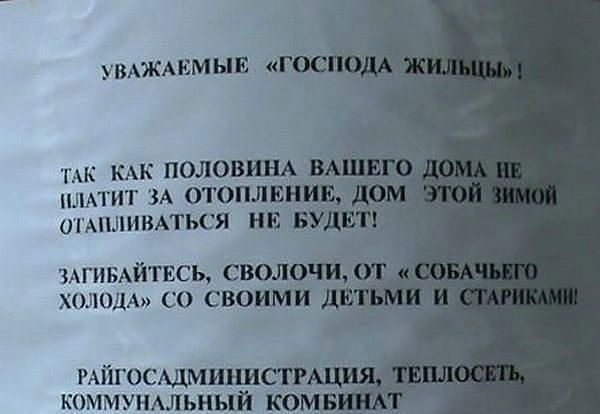 УВАЖАЕМЫЕ «ГОСПОДА ЖИЛЬЦЫ»!
ТАК КАК ПОЛОВИНА ВАШЕГО ДОМА НЕ
ПЛАТИТ ЗА ОТОПЛЕНИЕ, ДОМ ЭТОЙ ЗИМОЙ
ОТАПЛИВАТЬСЯ НЕ БУДЕТ!
ЗАГИБАЙТЕСЬ, СВОЛОЧИ, ОТ « СОБАЧЬЕГО
ХОЛОДА» СО СВОИМИ ДЕТЬМИ И СТАРИКАМИ!
РАЙГОСАДМИНИСТРАЦИЯ, ТЕПЛОСЕТЬ,
КОММУНАЛЬНЫЙ КОМБИНАТ